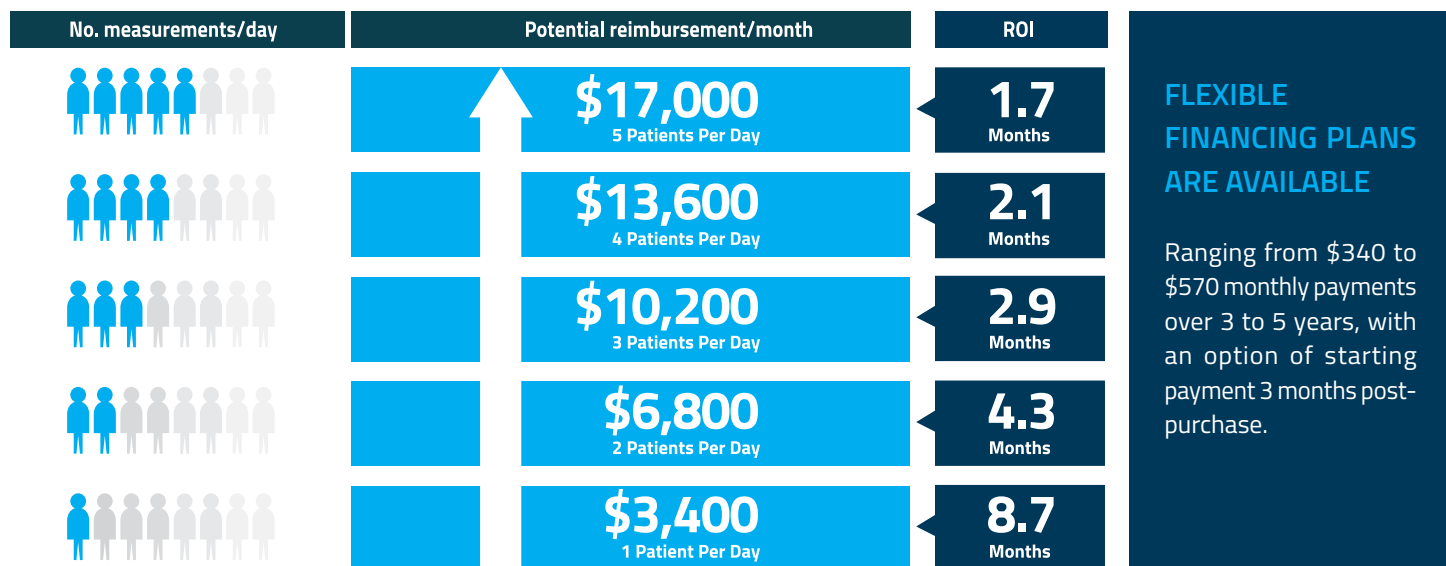 No. measurements/day
Potential reimbursement/month
ROI
$17,000
5 Patients Per Day
1.7
Months
$13,600
4 Patients Per Day
2.1
Months
$10,200
3 Patients Per Day
2.9
Months
$6,800
2 Patients Per Day
4.3
Months
$3,400
1 Patient Per Day
8.7
Months
FLEXIBLE
FINANCING PLANS
ARE AVAILABLE
Ranging from $340 to
$570 monthly payments
over 3 to 5 years, with
an option of starting
payment 3 months post-
purchase.